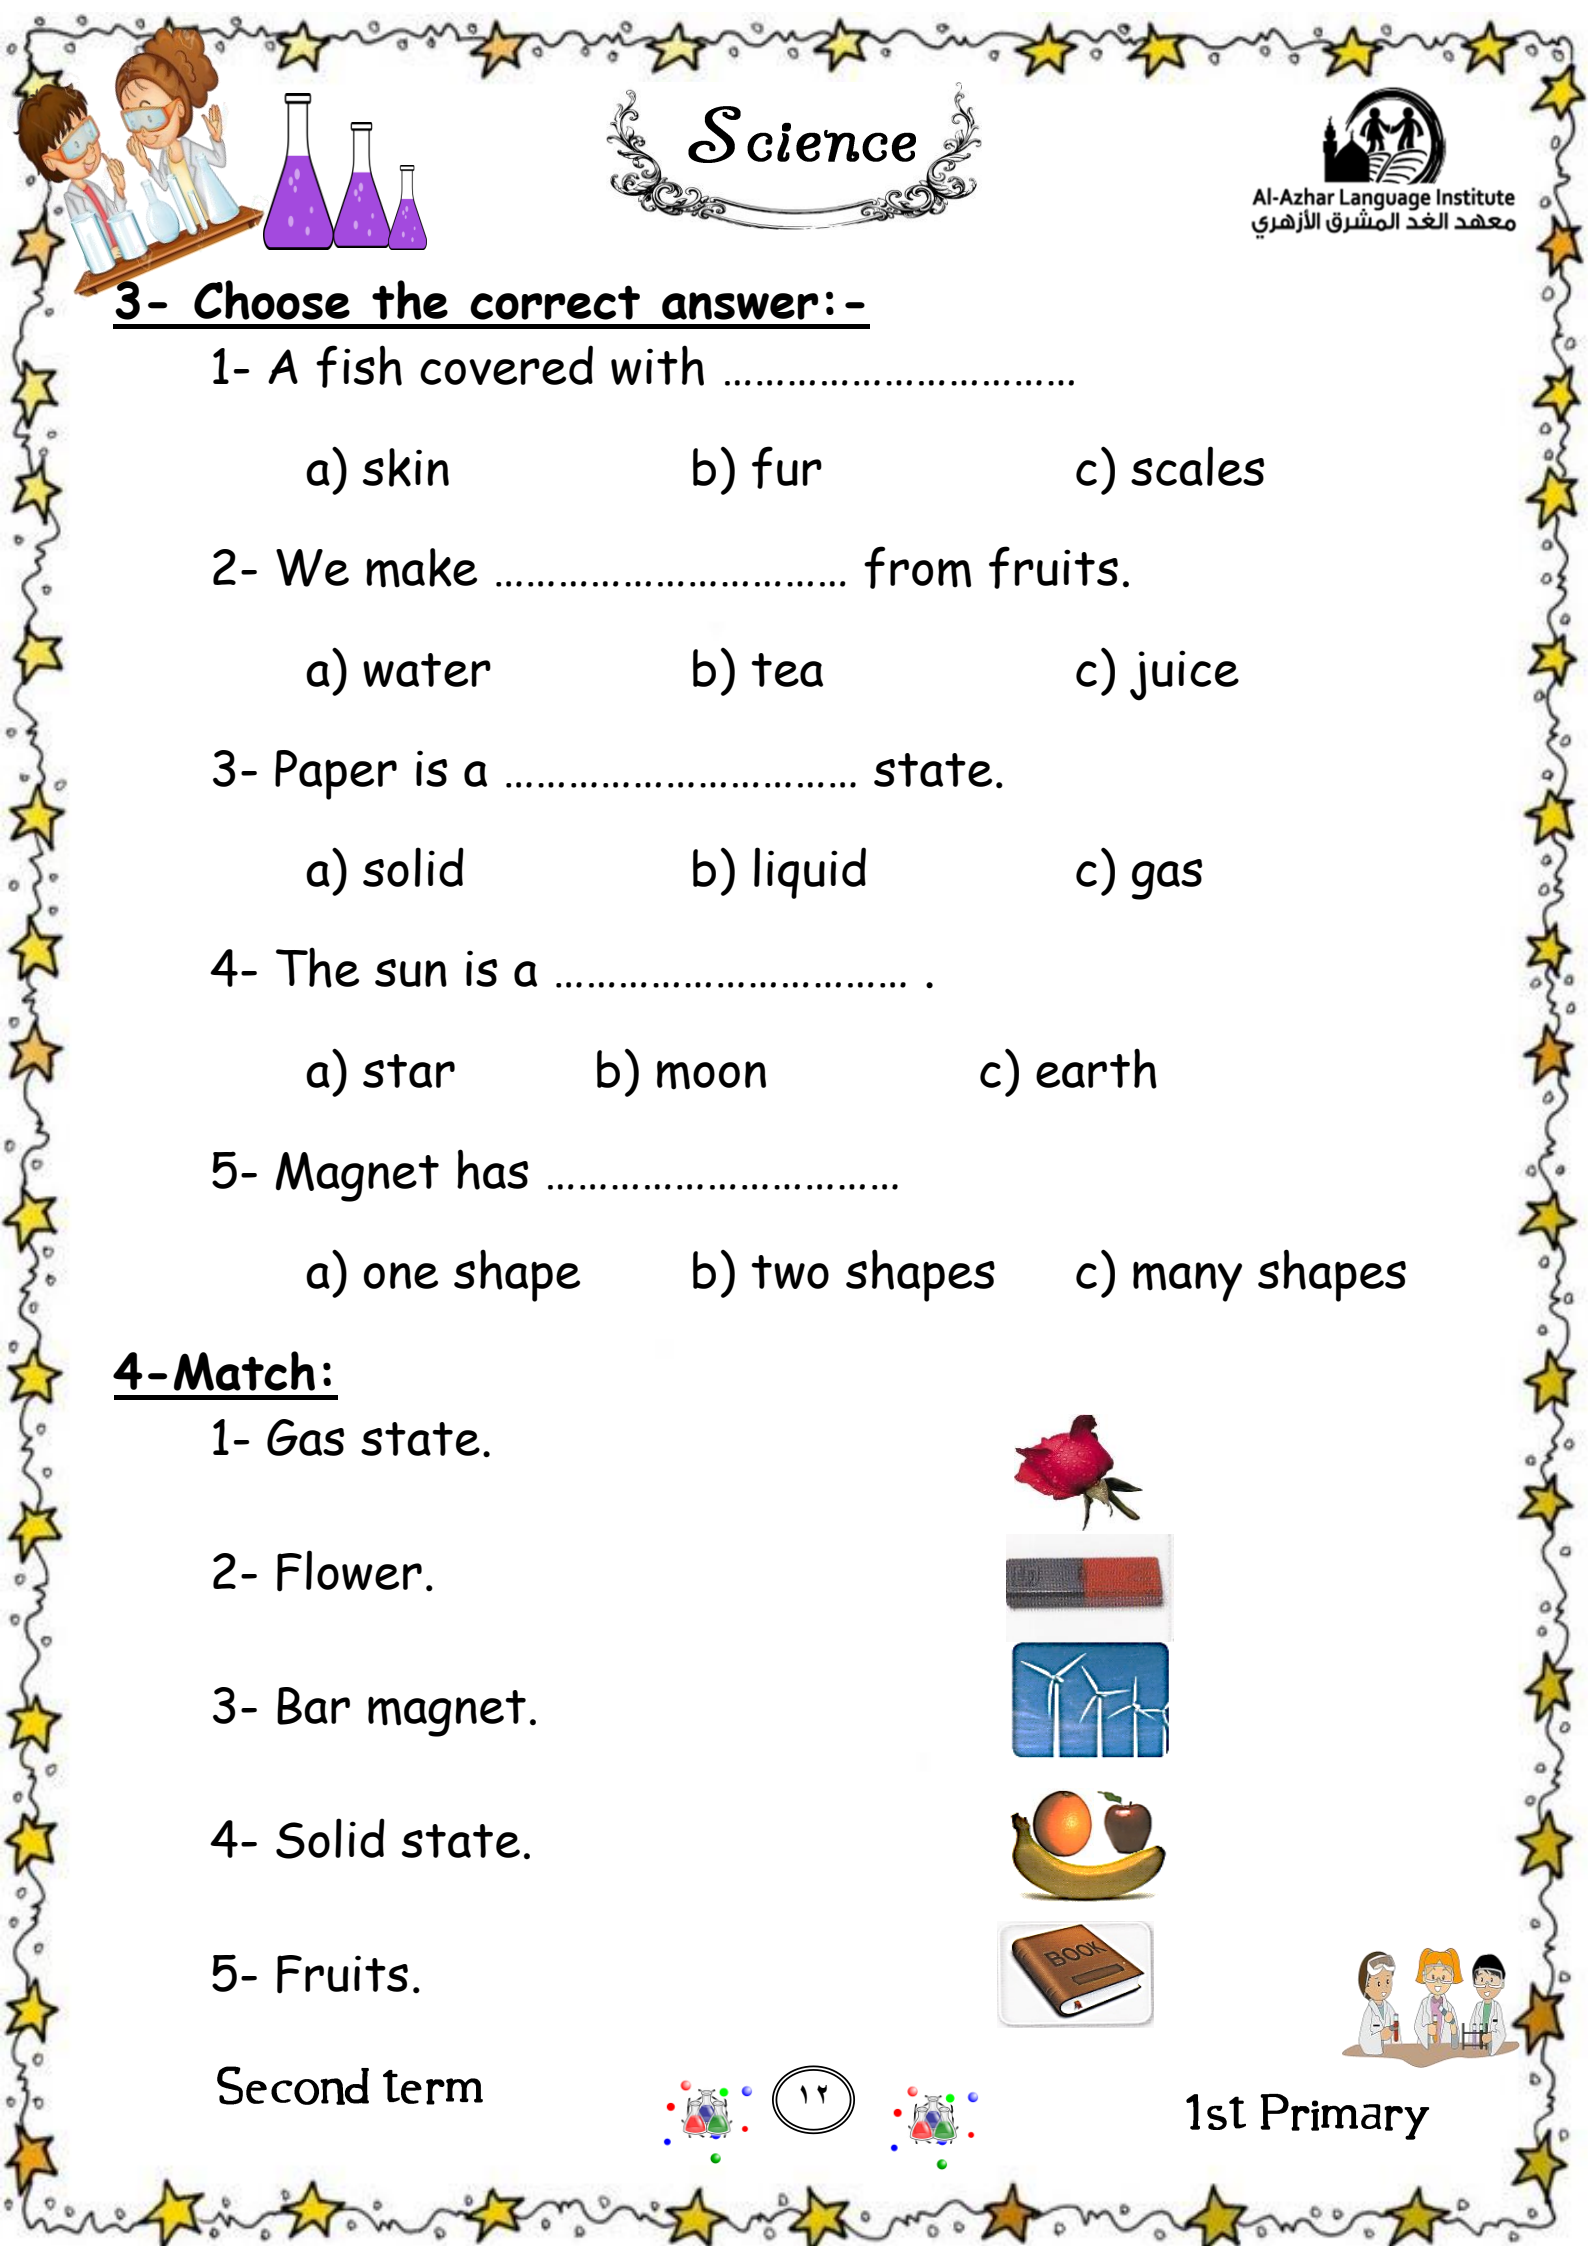 Science
Al-Azhar Language Institute
معهد الغد المشرق الأزهري
3- Choose the correct answer:-
1- A fish covered with ..............................
a) skin b) fur c) scales
2- We make .............................. from fruits.
a) water b) tea c) juice
3- Paper is a .............................. state.
a) solid b) liquid c) gas
4- The sun is a .............................. .
a) star b) moon c) earth
5- Magnet has ..............................
a) one shape b) two shapes c) many shapes
4-Match:
1- Gas state.
2- Flower.
3- Bar magnet.
4- Solid state.
5- Fruits.
BOOK
Second term
١٢
1st Primary